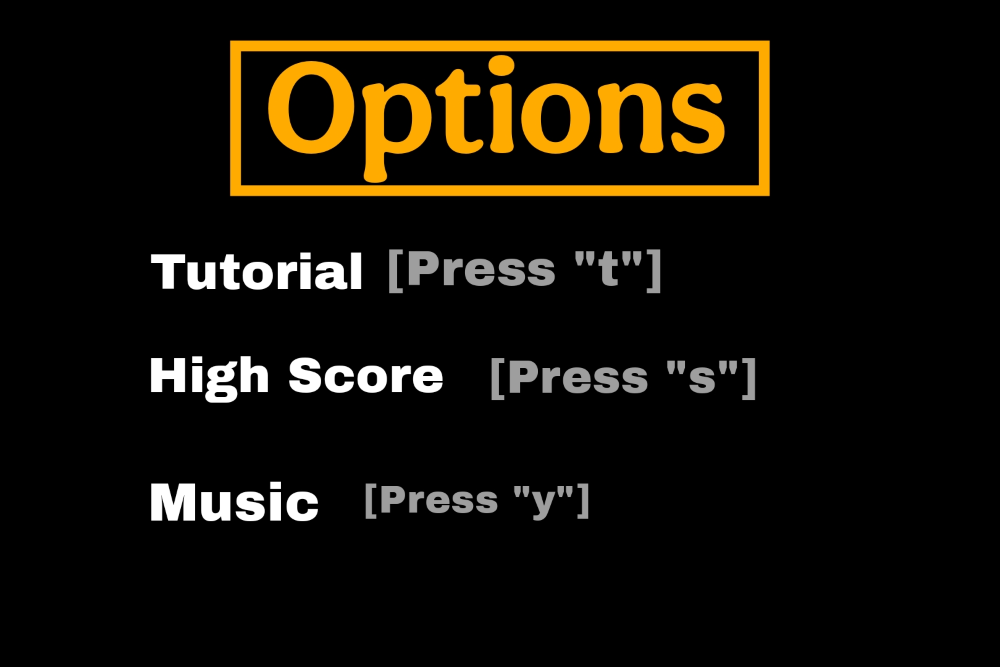 Options
Tutorial [Press "t"]
High Score [Press "s"]
Music [Press "y"]